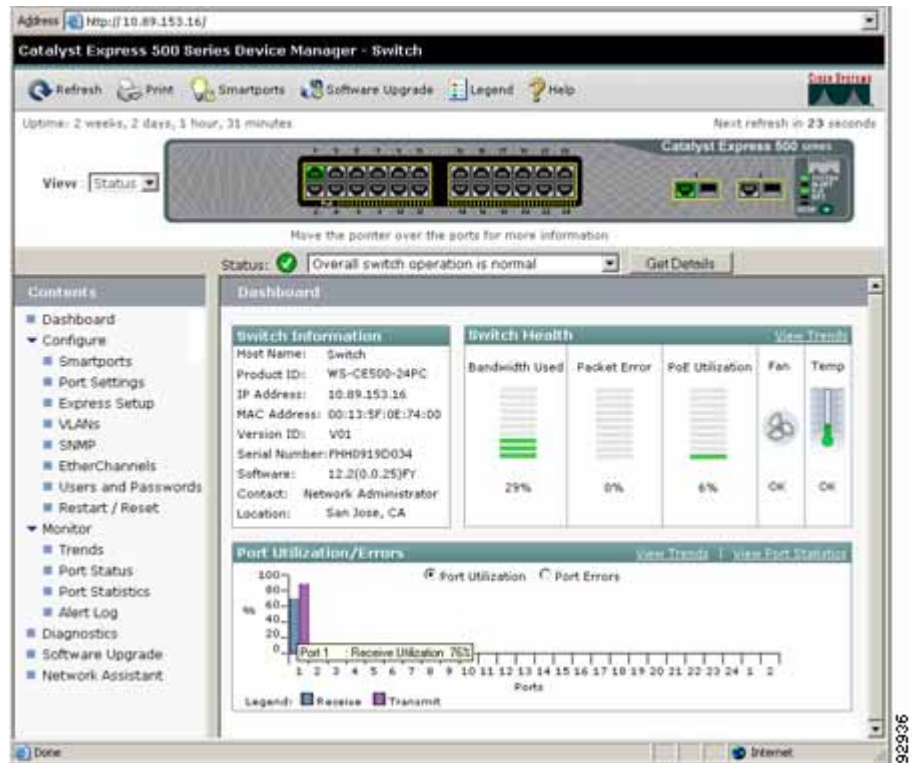 Address http://10.89.153.16/
Catalyst Express 500 Series Device Manager - Switch
Refresh Print Smartports Software Upgrade Legend Help
Cisco Systems
Uptime: 2 weeks, 2 days, 1 hour, 31 minutes
Next refresh in 23 seconds
Catalyst Express 500 series
View: Status
Move the pointer over the ports for more information
Status: Overall switch operation is normal Get Details
Contents
Dashboard
Configure
Smartports
Port Settings
Express Setup
VLANs
SNMP
EtherChannels
Users and Passwords
Restart / Reset
Monitor
Trends
Port Status
Port Statistics
Alert Log
Diagnostics
Software Upgrade
Network Assistant
Dashboard
Switch Information
Host Name: Switch
Product ID: WS-CE500-24PC
IP Address: 10.89.153.16
MAC Address: 00:13:5F:0E:74:00
Version ID: V01
Serial Number: FHH0919D034
Software: 12.2(0.0.25)FY
Contact: Network Administrator
Location: San Jose, CA
Switch Health View Trends
Bandwidth Used Packet Error PoE Utilization Fan Temp
29% 0% 6% OK OK
Port Utilization/Errors View Trends | View Port Statistics
Port Utilization Port Errors
100
80
% 60
40
20
0
Port 1 : Receive Utilization 76%
1 2 3 4 5 6 7 8 9 10 11 12 13 14 15 16 17 18 19 20 21 22 23 24 1 2
Ports
Legend: Receive Transmit
Done
Internet
92936